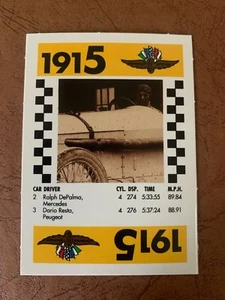 1915
CAR DRIVER CYL. DSP. TIME M.P.H.
2 Ralph DePalma, 4 274 5:33:55 89.84
Mercedes
3 Dario Resta, 4 276 5:37:24 88.91
Peugeot
1915